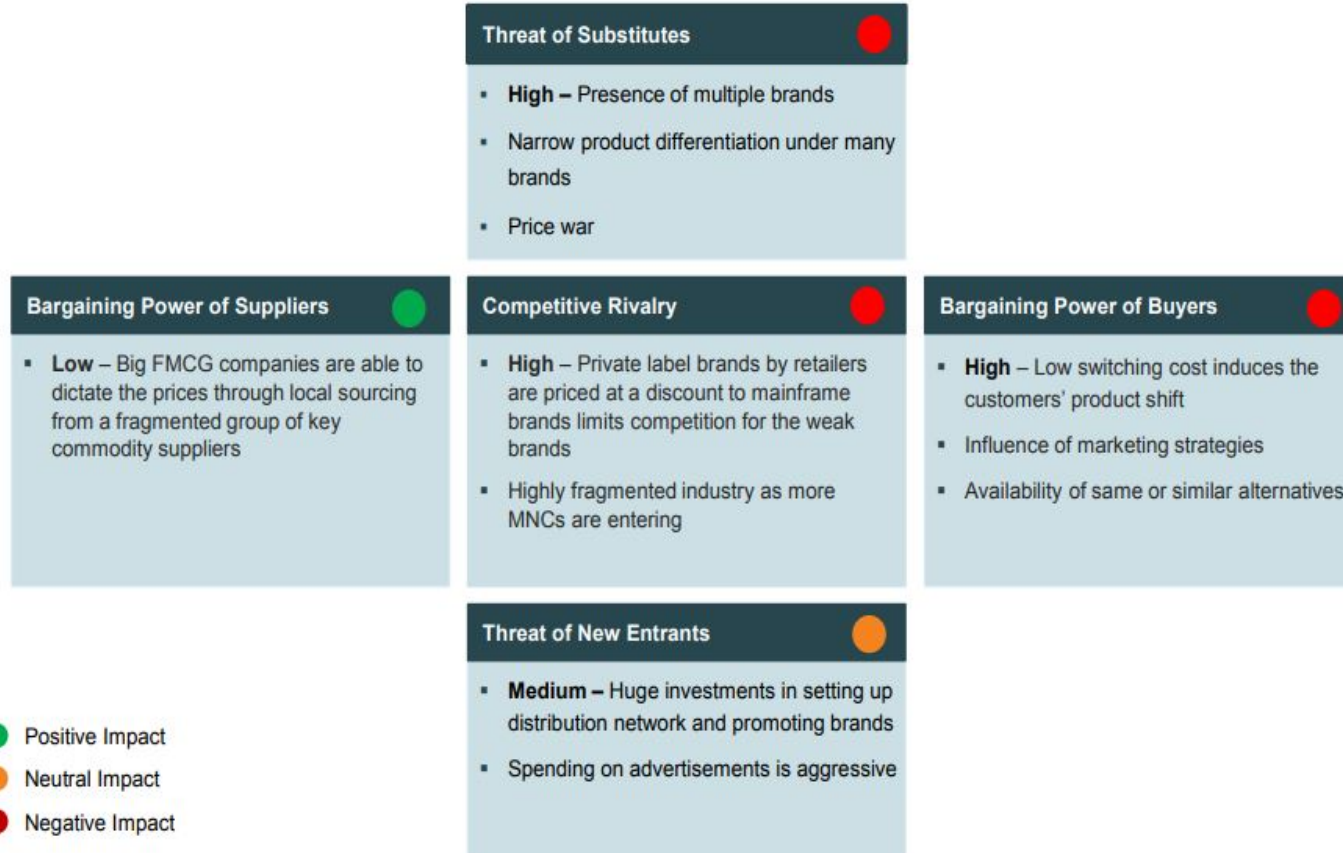 Threat of Substitutes
▪ High – Presence of multiple brands
▪ Narrow product differentiation under many
brands
▪ Price war
Bargaining Power of Suppliers
▪ Low – Big FMCG companies are able to
dictate the prices through local sourcing
from a fragmented group of key
commodity suppliers
Competitive Rivalry
▪ High – Private label brands by retailers
are priced at a discount to mainframe
brands limits competition for the weak
brands
▪ Highly fragmented industry as more
MNCs are entering
Bargaining Power of Buyers
▪ High – Low switching cost induces the
customers’ product shift
▪ Influence of marketing strategies
▪ Availability of same or similar alternatives
Threat of New Entrants
▪ Medium – Huge investments in setting up
distribution network and promoting brands
▪ Spending on advertisements is aggressive
Positive Impact
Neutral Impact
Negative Impact